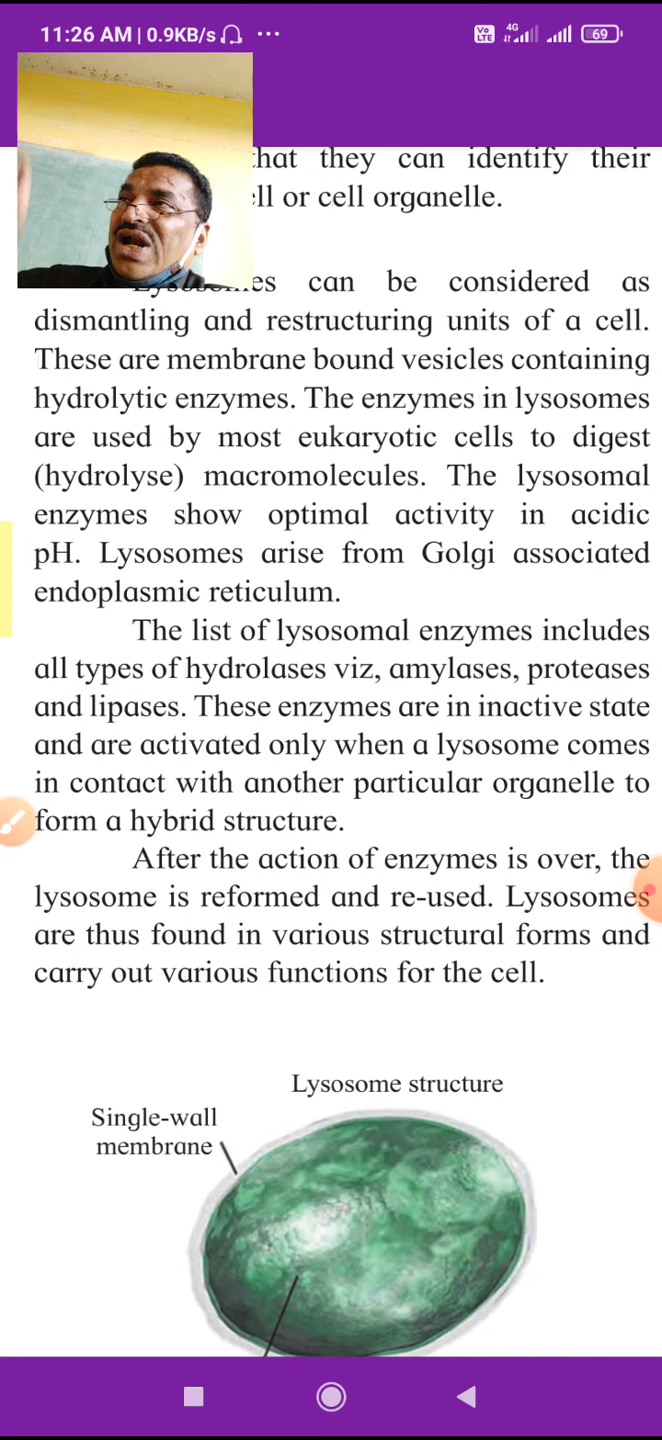 11:26 AM | 0.9KB/s
Vo LTE 4G 69
that they can identify their
ell or cell organelle.
Lysosomes can be considered as
dismantling and restructuring units of a cell.
These are membrane bound vesicles containing
hydrolytic enzymes. The enzymes in lysosomes
are used by most eukaryotic cells to digest
(hydrolyse) macromolecules. The lysosomal
enzymes show optimal activity in acidic
pH. Lysosomes arise from Golgi associated
endoplasmic reticulum.
The list of lysosomal enzymes includes
all types of hydrolases viz, amylases, proteases
and lipases. These enzymes are in inactive state
and are activated only when a lysosome comes
in contact with another particular organelle to
form a hybrid structure.
After the action of enzymes is over, the
lysosome is reformed and re-used. Lysosomes
are thus found in various structural forms and
carry out various functions for the cell.
Lysosome structure
Single-wall
membrane